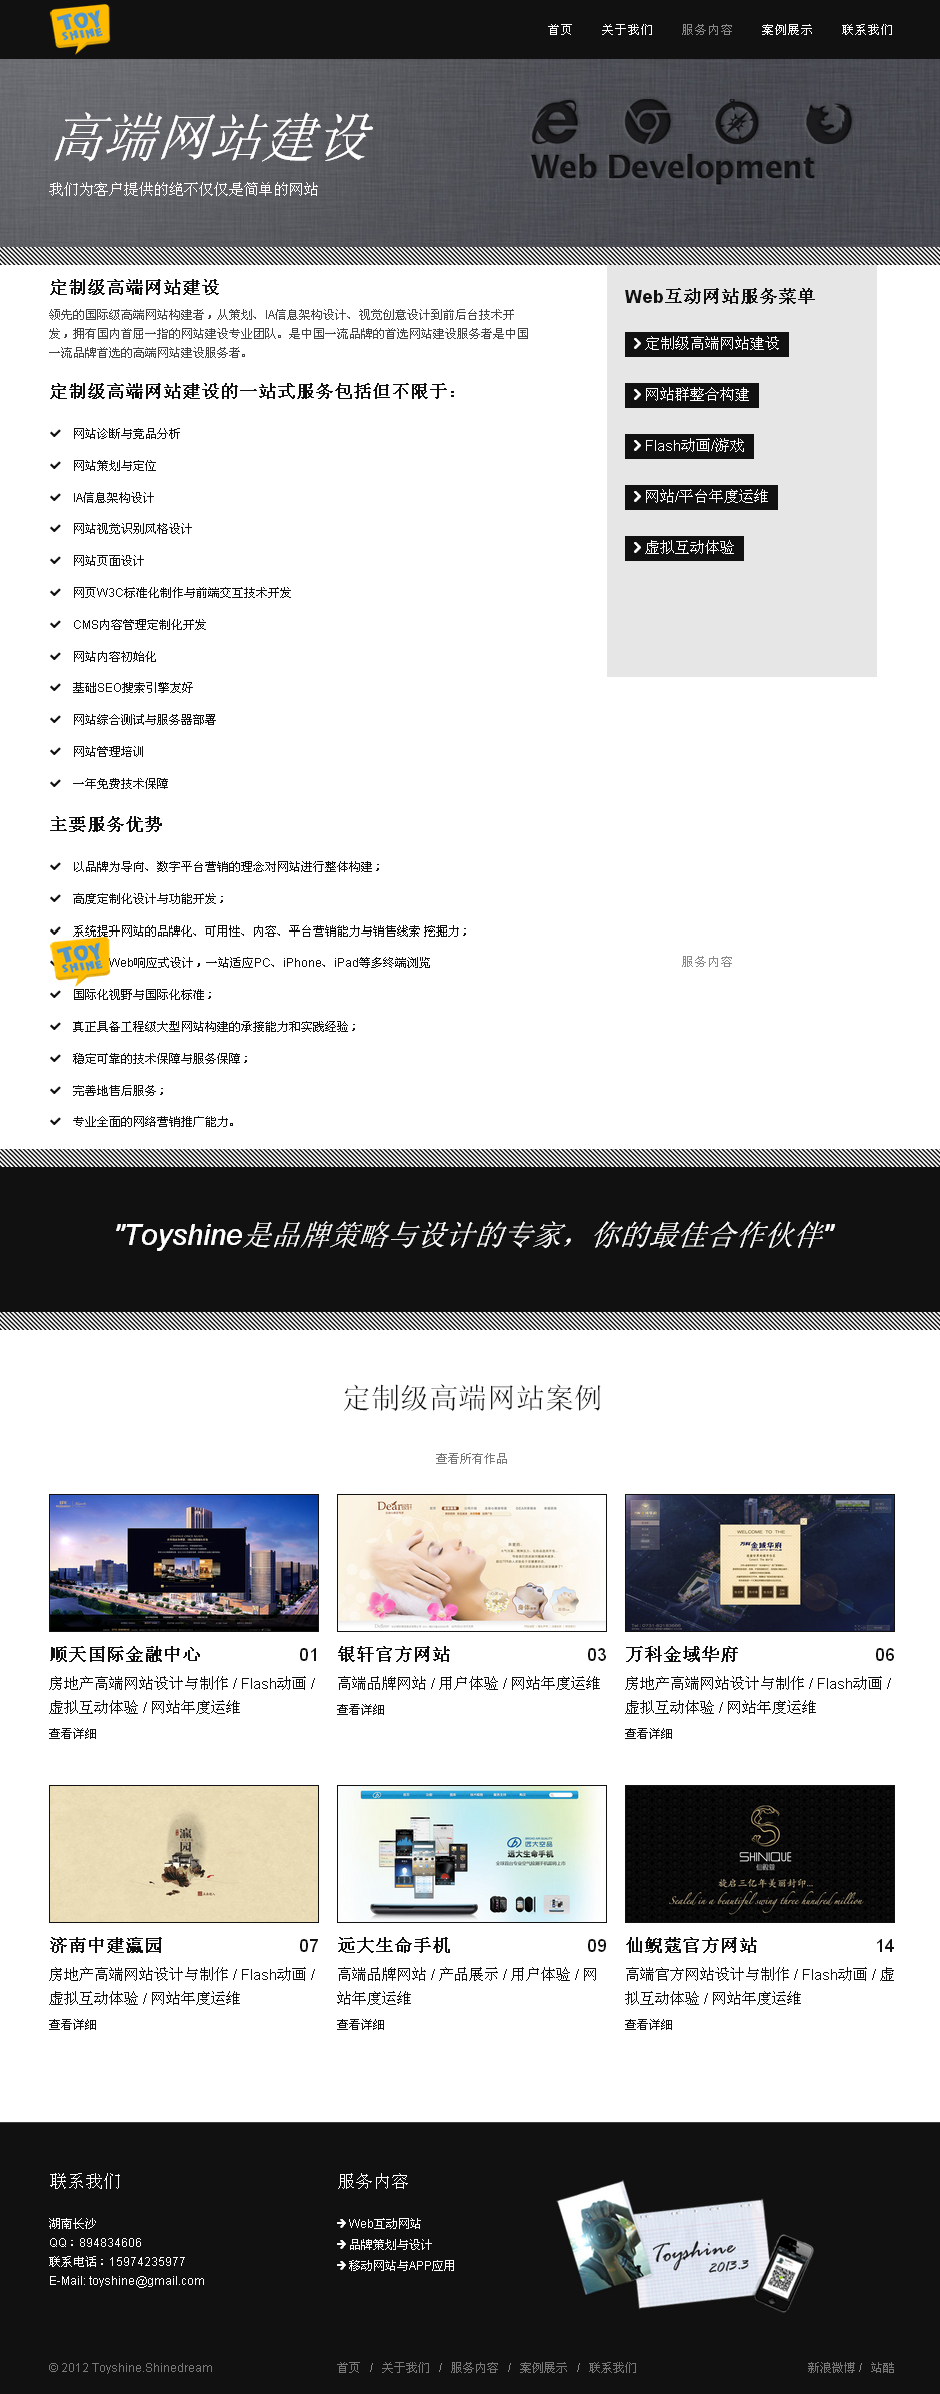 TOY
SHINE
首页 关于我们 服务内容 案例展示 联系我们
高端网站建设
我们为客户提供的绝不仅仅是简单的网站
Web Development
定制级高端网站建设
领先的国际级高端网站构建者，从策划、IA信息架构设计、视觉创意设计到前后台技术开
发，拥有国内首屈一指的网站建设专业团队。是中国一流品牌的首选网站建设服务者是中国
一流品牌首选的高端网站建设服务者。
定制级高端网站建设的一站式服务包括但不限于：
网站诊断与竞品分析
网站策划与定位
IA信息架构设计
网站视觉识别风格设计
网站页面设计
网页W3C标准化制作与前端交互技术开发
CMS内容管理定制化开发
网站内容初始化
基础SEO搜索引擎友好
网站综合测试与服务器部署
网站管理培训
一年免费技术保障
Web互动网站服务菜单
定制级高端网站建设
网站群整合构建
Flash动画/游戏
网站/平台年度运维
虚拟互动体验
主要服务优势
以品牌为导向、数字平台营销的理念对网站进行整体构建；
高度定制化设计与功能开发；
系统提升网站的品牌化、可用性、内容、平台营销能力与销售线索 挖掘力；
TOY
SHINE
Web响应式设计，一站适应PC、iPhone、iPad等多终端浏览
服务内容
国际化视野与国际化标准；
真正具备工程级大型网站构建的承接能力和实践经验；
稳定可靠的技术保障与服务保障；
完善地售后服务；
专业全面的网络营销推广能力。
"Toyshine是品牌策略与设计的专家，你的最佳合作伙伴"
定制级高端网站案例
查看所有作品
Dear
WELCOME TO THE
金域华府
顺天国际金融中心 01
房地产高端网站设计与制作 / Flash动画 /
虚拟互动体验 / 网站年度运维
查看详细
银轩官方网站 03
高端品牌网站 / 用户体验 / 网站年度运维
查看详细
万科金域华府 06
房地产高端网站设计与制作 / Flash动画 /
虚拟互动体验 / 网站年度运维
查看详细
瀛园
远大空品
远大生命手机
SHINIQUE
仙鲵蔻
旋启三亿年美丽封印...
Sealed in a beautiful swing three hundred million
济南中建瀛园 07
房地产高端网站设计与制作 / Flash动画 /
虚拟互动体验 / 网站年度运维
查看详细
远大生命手机 09
高端品牌网站 / 产品展示 / 用户体验 / 网
站年度运维
查看详细
仙鲵蔻官方网站 14
高端官方网站设计与制作 / Flash动画 / 虚
拟互动体验 / 网站年度运维
查看详细
联系我们
湖南长沙
QQ：894834606
联系电话：15974235977
E-Mail: toyshine@gmail.com
服务内容
Web互动网站
品牌策划与设计
移动网站与APP应用
Toyshine
2013.3
© 2012 Toyshine.Shinedream
首页 / 关于我们 / 服务内容 / 案例展示 / 联系我们
新浪微博 / 站酷